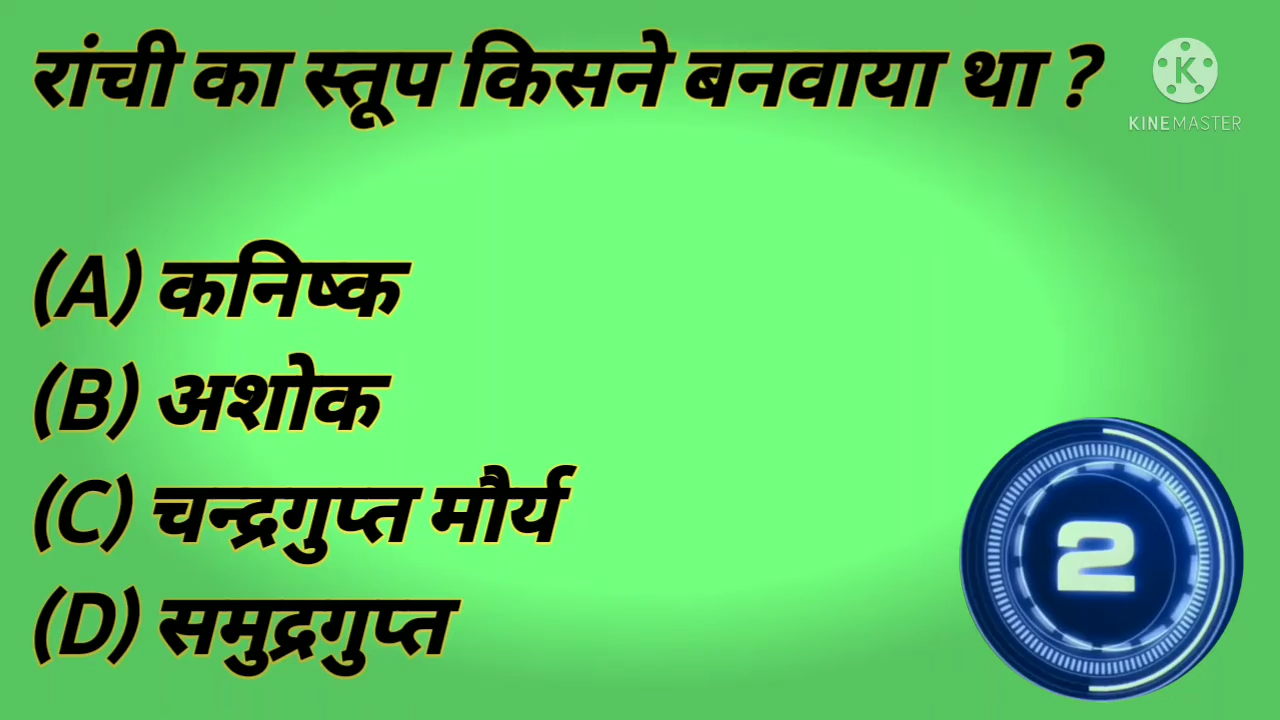 रांची का स्तूप किसने बनवाया था ?
KINEMASTER
(A) कनिष्क
(B) अशोक
(C) चन्द्रगुप्त मौर्य
(D) समुद्रगुप्त
2